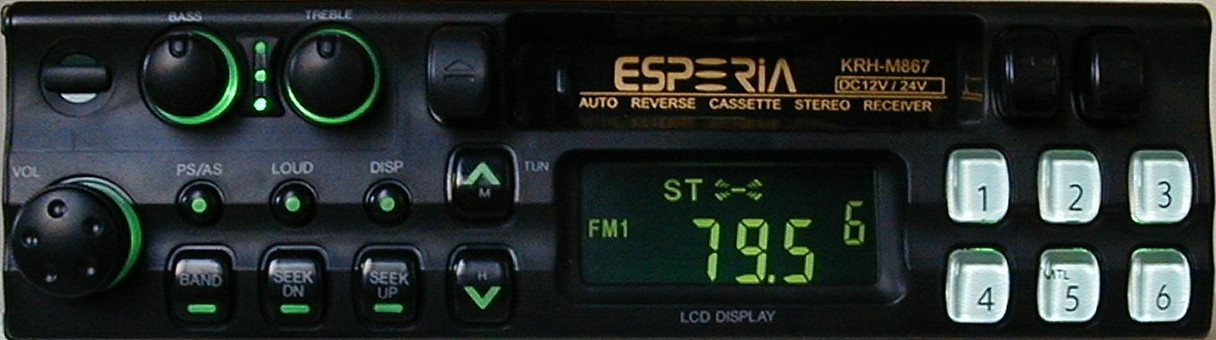 BASS
TREBLE
ESPERiA
KRH-M867
DC12V / 24V
AUTO REVERSE CASSETTE STEREO RECEIVER
VOL
PS/AS
LOUD
DISP
TUN
M
ST
FM1
79.5
6
1
2
3
BAND
SEEK
DN
SEEK
UP
H
4
MTL
5
6
LCD DISPLAY